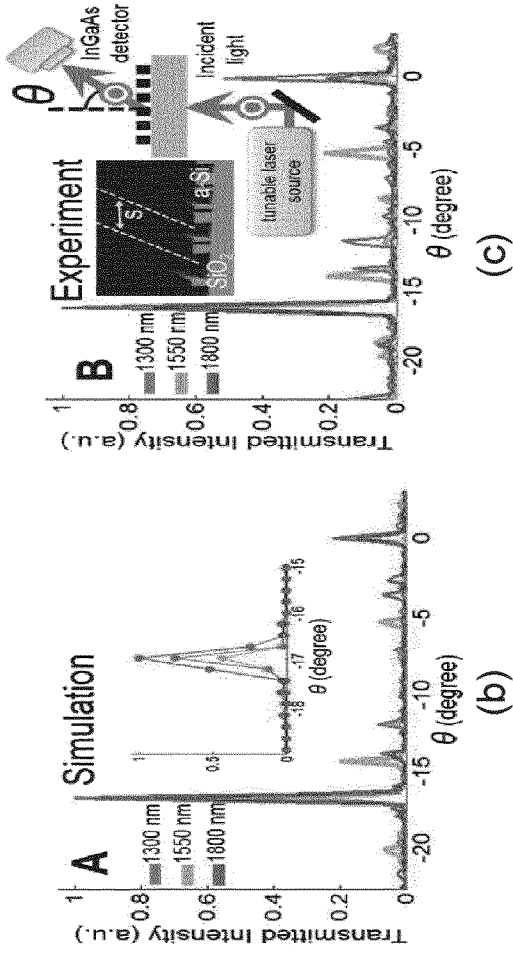 A
Simulation
Transmitted Intensity (a.u.)
1
0.8
0.6
0.4
0.2
0
1300 nm
1550 nm
1800 nm
1
0.5
0
-18
-17
-16
-15
θ (degree)
-20
-15
-10
-5
0
θ (degree)
(b)
B
Experiment
Transmitted Intensity (a.u.)
1
0.8
0.6
0.4
0.2
0
1300 nm
1550 nm
1800 nm
S
SiO2
a-Si
θ
InGaAs
detector
Incident
light
tunable laser
source
-20
-15
-10
-5
0
θ (degree)
(c)